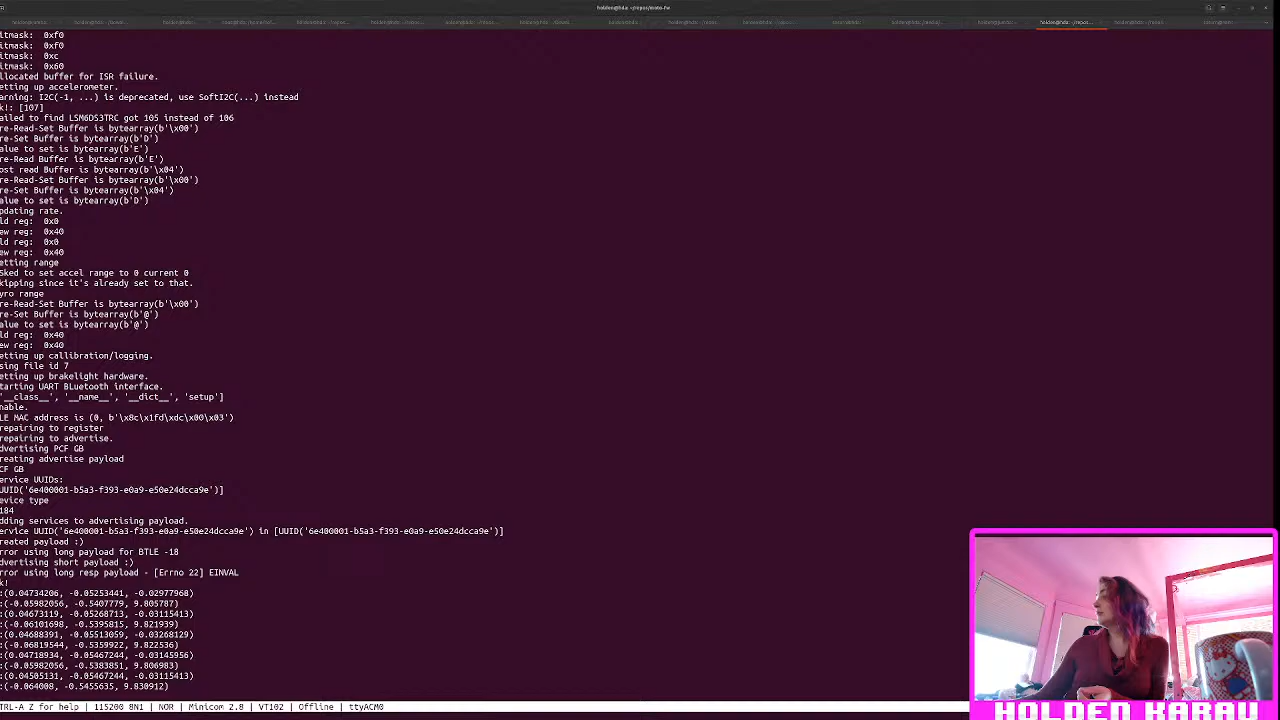 holden@hda: ~/repos/moto-fw
itmask:  0xf0
itmask:  0xf0
itmask:  0xc
itmask:  0x60
llocated buffer for ISR failure.
etting up accelerometer.
arning: I2C(-1, ...) is deprecated, use SoftI2C(...) instead
k!: [107]
ailed to find LSM6DS3TRC got 105 instead of 106
re-Read-Set Buffer is bytearray(b'\x00')
re-Set Buffer is bytearray(b'D')
alue to set is bytearray(b'E')
re-Read Buffer is bytearray(b'E')
ost read Buffer is bytearray(b'\x04')
re-Read-Set Buffer is bytearray(b'\x00')
re-Set Buffer is bytearray(b'\x04')
alue to set is bytearray(b'D')
pdating rate.
ld reg:  0x0
ew reg:  0x40
ld reg:  0x0
ew reg:  0x40
etting range
Sked to set accel range to 0 current 0
kipping since it's already set to that.
yro range
re-Read-Set Buffer is bytearray(b'\x00')
re-Set Buffer is bytearray(b'@')
alue to set is bytearray(b'@')
ld reg:  0x40
ew reg:  0x40
etting up callibration/logging.
sing file id 7
etting up brakelight hardware.
tarting UART BLuetooth interface.
'__class__', '__name__', '__dict__', 'setup']
nable.
LE MAC address is (0, b'\x8c\x1fd\xdc\x00\x03')
repairing to register
repairing to advertise.
dvertising PCF GB
reating advertise payload
CF GB
ervice UUIDs:
UUID('6e400001-b5a3-f393-e0a9-e50e24dcca9e')]
evice type
184
dding services to advertising payload.
ervice UUID('6e400001-b5a3-f393-e0a9-e50e24dcca9e') in [UUID('6e400001-b5a3-f393-e0a9-e50e24dcca9e')]
reated payload :)
rror using long payload for BTLE -18
dvertising short payload :)
rror using long resp payload - [Errno 22] EINVAL
k!
:(0.04734206, -0.05253441, -0.02977968)
:(-0.05982056, -0.5407779, 9.805787)
:(0.04673119, -0.05268713, -0.03115413)
:(-0.06101698, -0.5395815, 9.821939)
:(0.04688391, -0.05513059, -0.03268129)
:(-0.06819544, -0.5359922, 9.822536)
:(0.04718934, -0.05467244, -0.03145956)
:(-0.05982056, -0.5383851, 9.806983)
:(0.04505131, -0.05467244, -0.03115413)
:(-0.064008, -0.5455635, 9.830912)
TRL-A Z for help | 115200 8N1 | NOR | Minicom 2.8 | VT102 | Offline | ttyACM0
HOLDEN KARAU